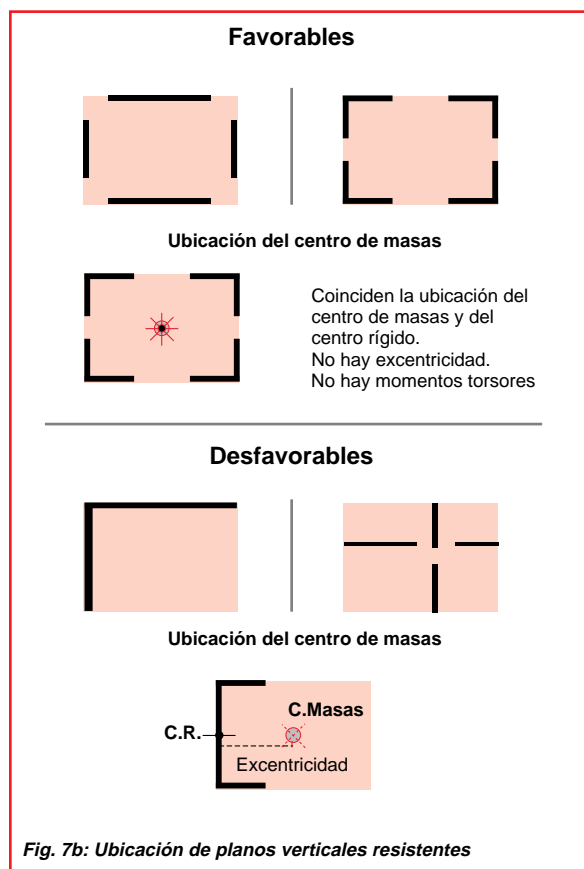 Favorables
Ubicación del centro de masas
Coinciden la ubicación del
centro de masas y del
centro rígido.
No hay excentricidad.
No hay momentos torsores
Desfavorables
Ubicación del centro de masas
C.Masas
C.R.
Excentricidad
Fig. 7b: Ubicación de planos verticales resistentes